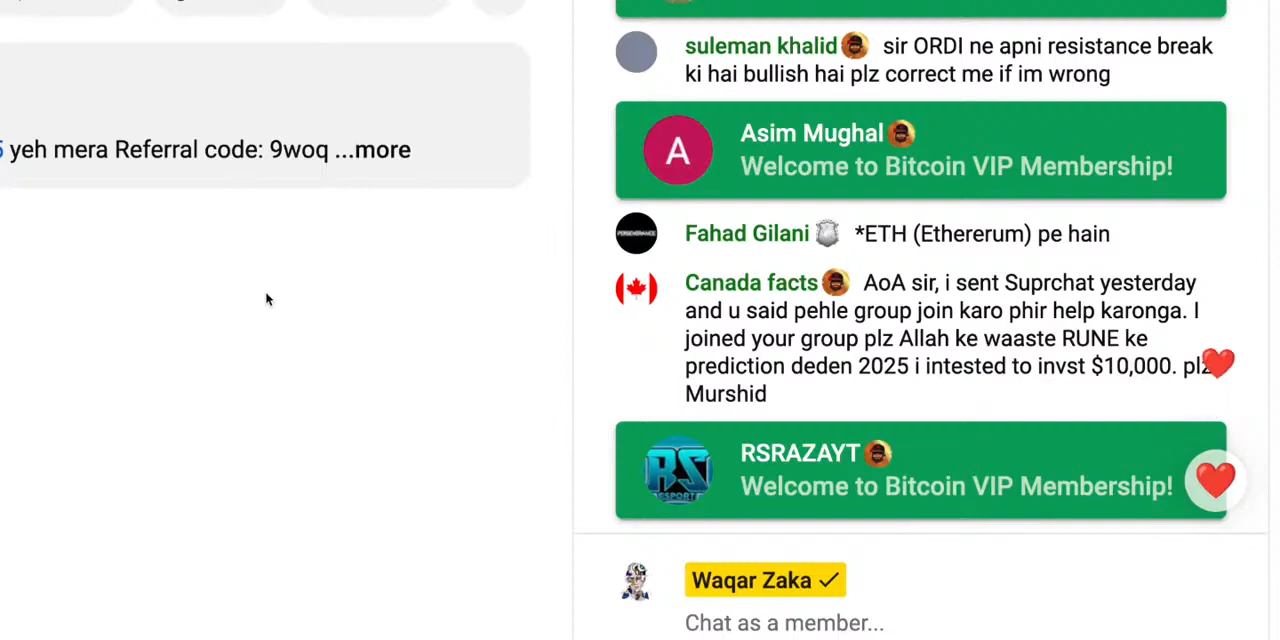 yeh mera Referral code: 9woq ...more
suleman khalid sir ORDI ne apni resistance break
ki hai bullish hai plz correct me if im wrong
A
Asim Mughal
Welcome to Bitcoin VIP Membership!
PERSEVERANCE
Fahad Gilani *ETH (Ethererum) pe hain
Canada facts AoA sir, i sent Suprchat yesterday
and u said pehle group join karo phir help karonga. I
joined your group plz Allah ke waaste RUNE ke
prediction deden 2025 i intested to invst $10,000. plz
Murshid
RS
ESPORT
RSRAZAYT
Welcome to Bitcoin VIP Membership!
Waqar Zaka
Chat as a member...